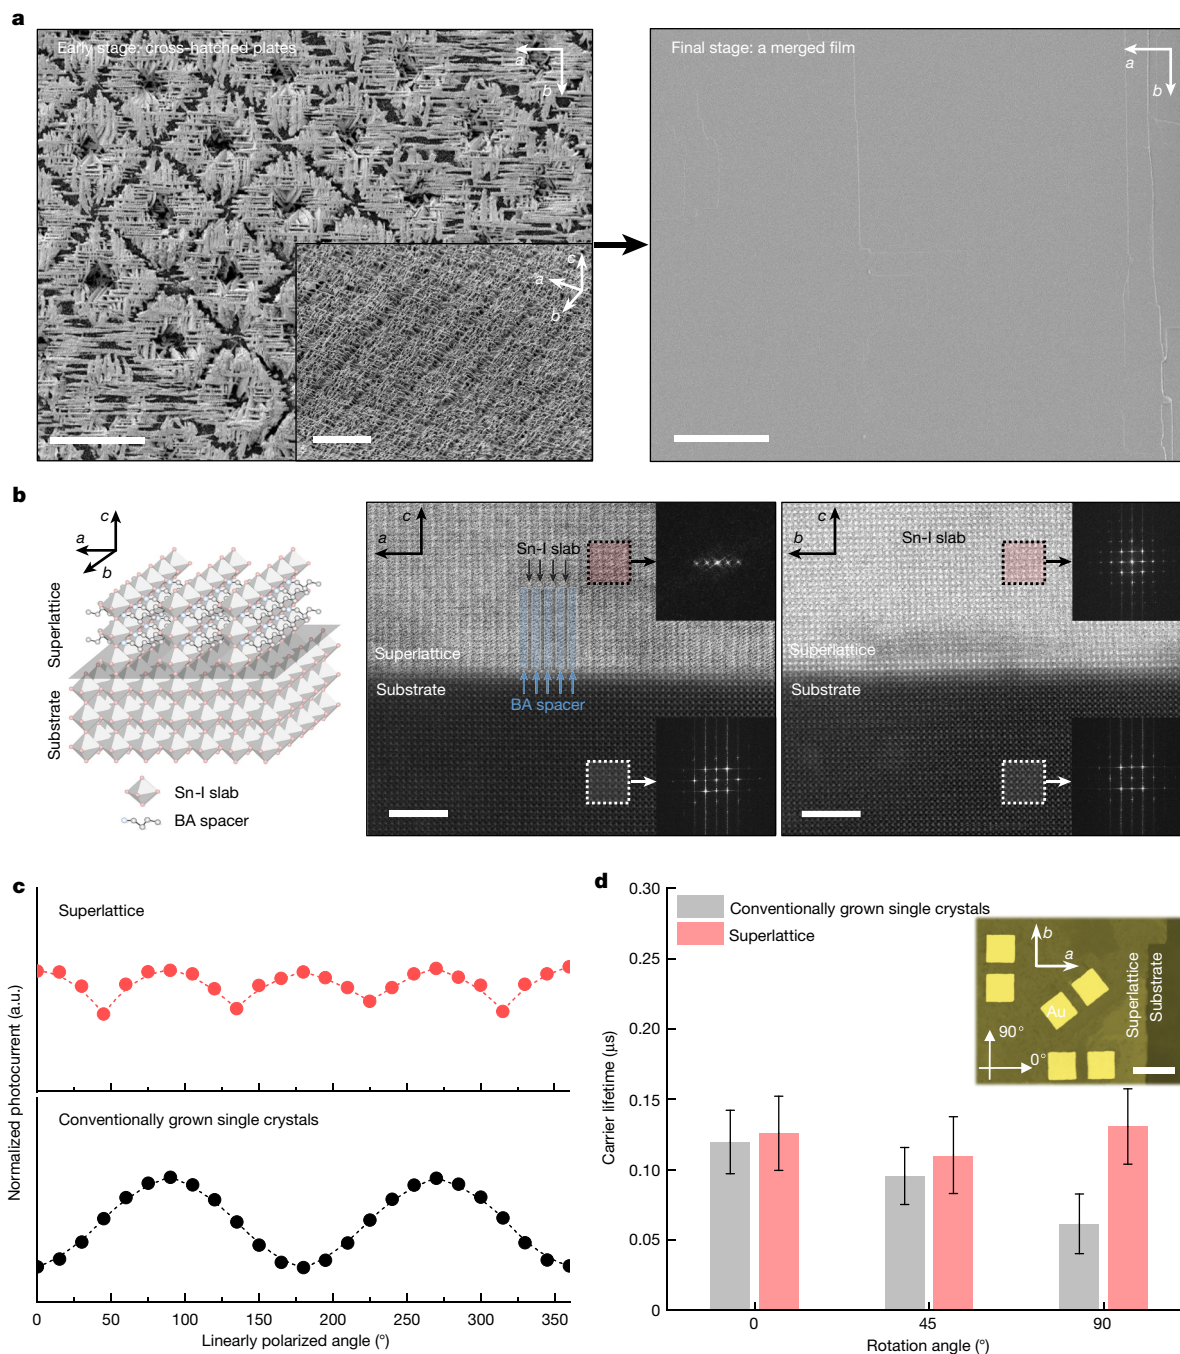 a
Early stage: cross-hatched plates
a
b
c
a
b
Final stage: a merged film
a
b
b
c
a
b
Superlattice
Substrate
Sn-I slab
BA spacer
c
a
Sn-I slab
Superlattice
Substrate
BA spacer
c
b
Sn-I slab
Superlattice
Substrate
c
Normalized photocurrent (a.u.)
Superlattice
Conventionally grown single crystals
0 50 100 150 200 250 300 350
Linearly polarized angle (°)
d
Carrier lifetime (µs)
0.30
0.25
0.20
0.15
0.10
0.05
0
Conventionally grown single crystals
Superlattice
b
a
Au
90°
0°
Superlattice
Substrate
0 45 90
Rotation angle (°)